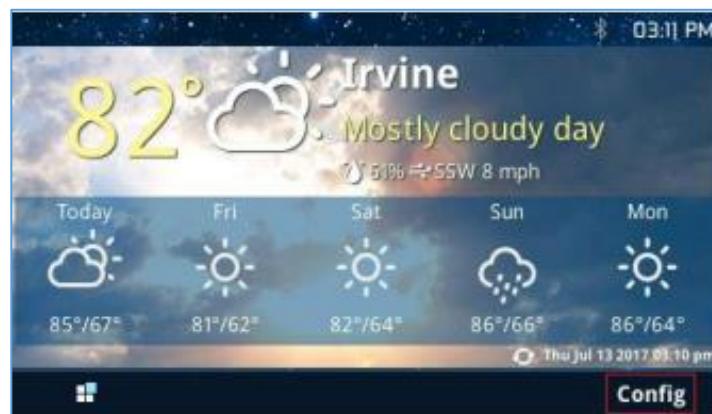 03:11 PM
82°
Irvine
Mostly cloudy day
51% SSW 8 mph
Today Fri Sat Sun Mon
85°/67° 81°/62° 82°/64° 86°/66° 86°/64°
Thu Jul 13 2017 03:10 pm
Config